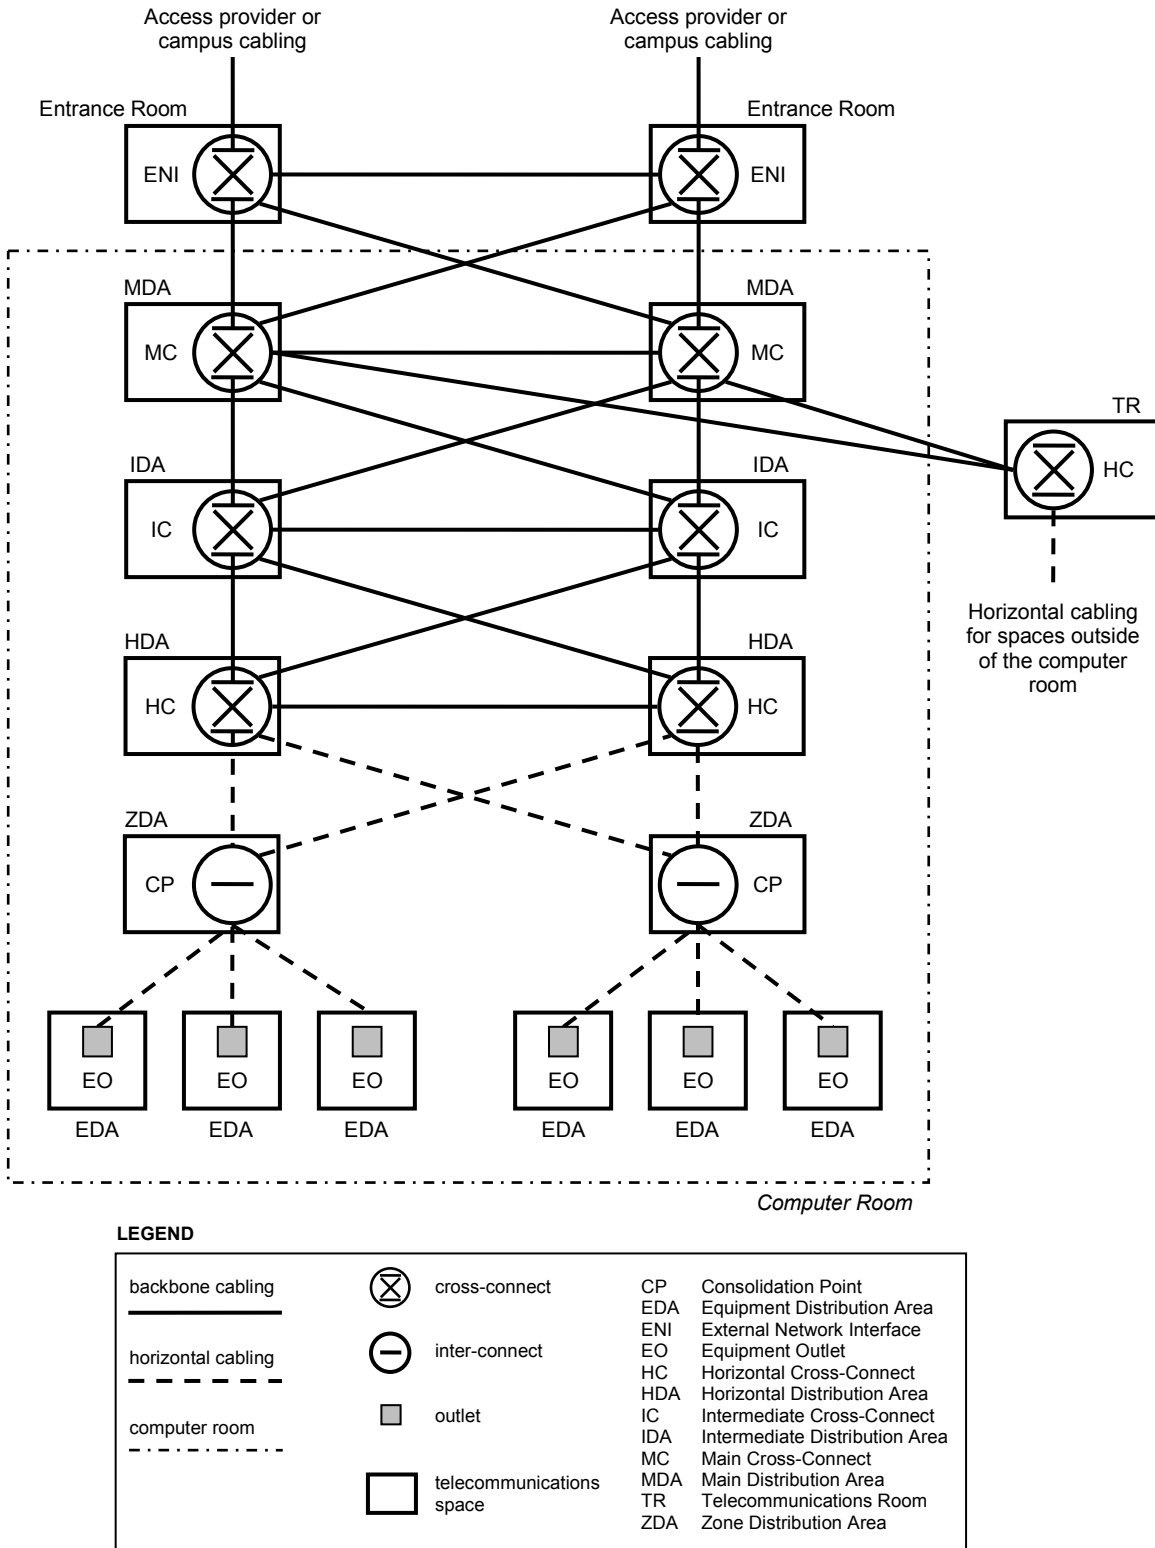 Access provider or
campus cabling
Access provider or
campus cabling
Entrance Room
Entrance Room
ENI
ENI
MDA
MDA
MC
MC
TR
HC
IDA
IDA
IC
IC
Horizontal cabling
for spaces outside
of the computer
room
HDA
HDA
HC
HC
ZDA
ZDA
CP
CP
EO
EO
EO
EO
EO
EO
EDA
EDA
EDA
EDA
EDA
EDA
Computer Room
LEGEND
backbone cabling
horizontal cabling
computer room
cross-connect
inter-connect
outlet
telecommunications
space
CP Consolidation Point
EDA Equipment Distribution Area
ENI External Network Interface
EO Equipment Outlet
HC Horizontal Cross-Connect
HDA Horizontal Distribution Area
IC Intermediate Cross-Connect
IDA Intermediate Distribution Area
MC Main Cross-Connect
MDA Main Distribution Area
TR Telecommunications Room
ZDA Zone Distribution Area